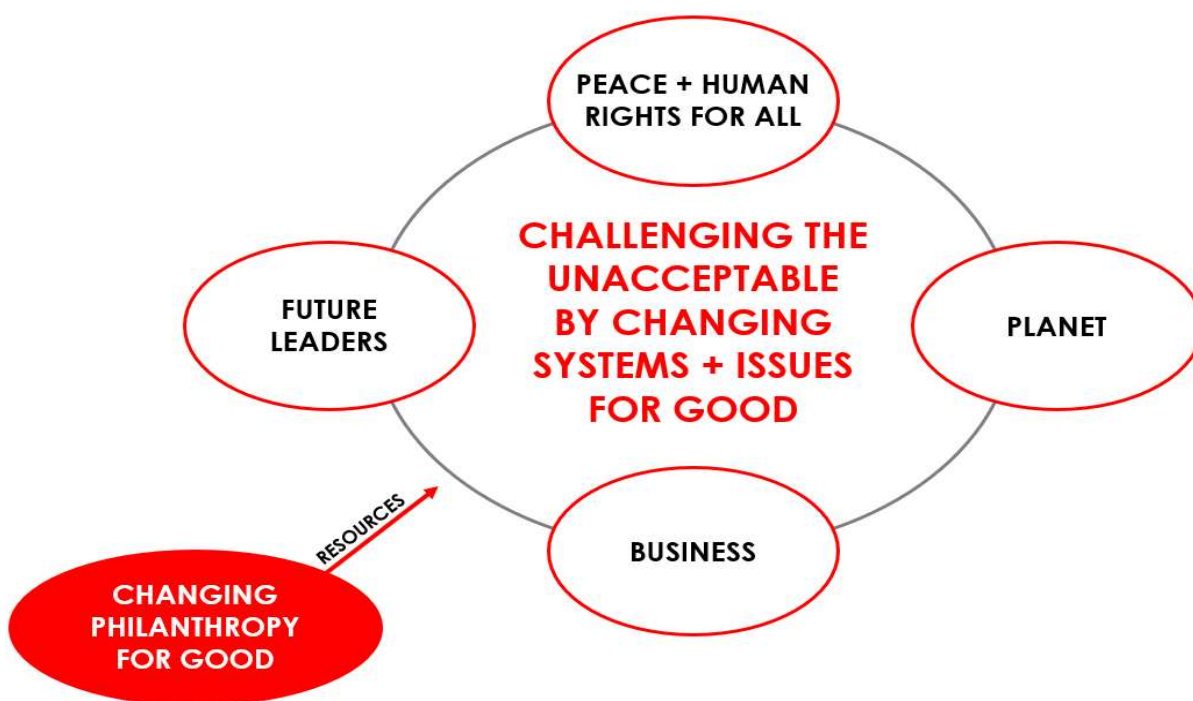 PEACE + HUMAN
RIGHTS FOR ALL
CHALLENGING THE
UNACCEPTABLE
BY CHANGING
SYSTEMS + ISSUES
FOR GOOD
FUTURE
LEADERS
PLANET
BUSINESS
RESOURCES
CHANGING
PHILANTHROPY
FOR GOOD